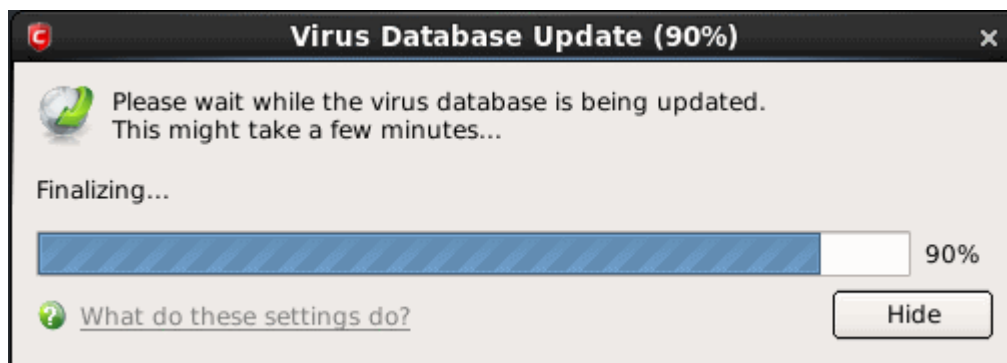 Virus Database Update (90%)
Please wait while the virus database is being updated.
This might take a few minutes...
Finalizing...
90%
What do these settings do?
Hide